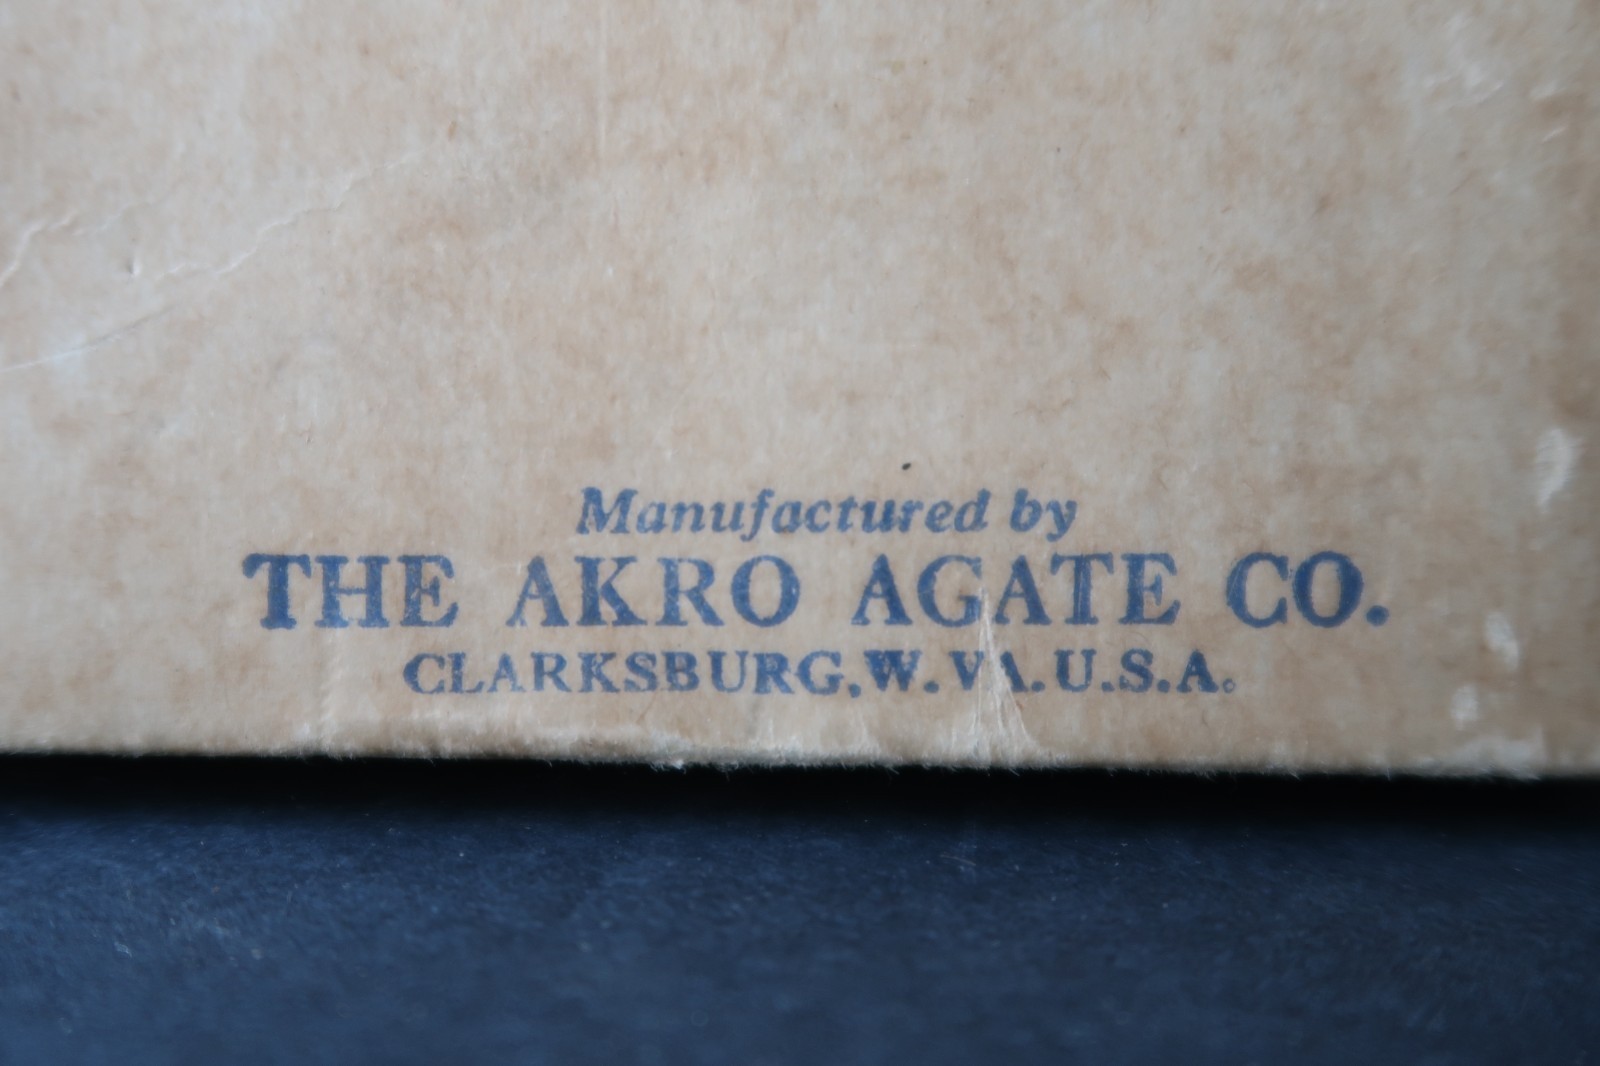 Manufactured by
THE AKRO AGATE CO.
CLARKSBURG, W. VA. U.S.A.